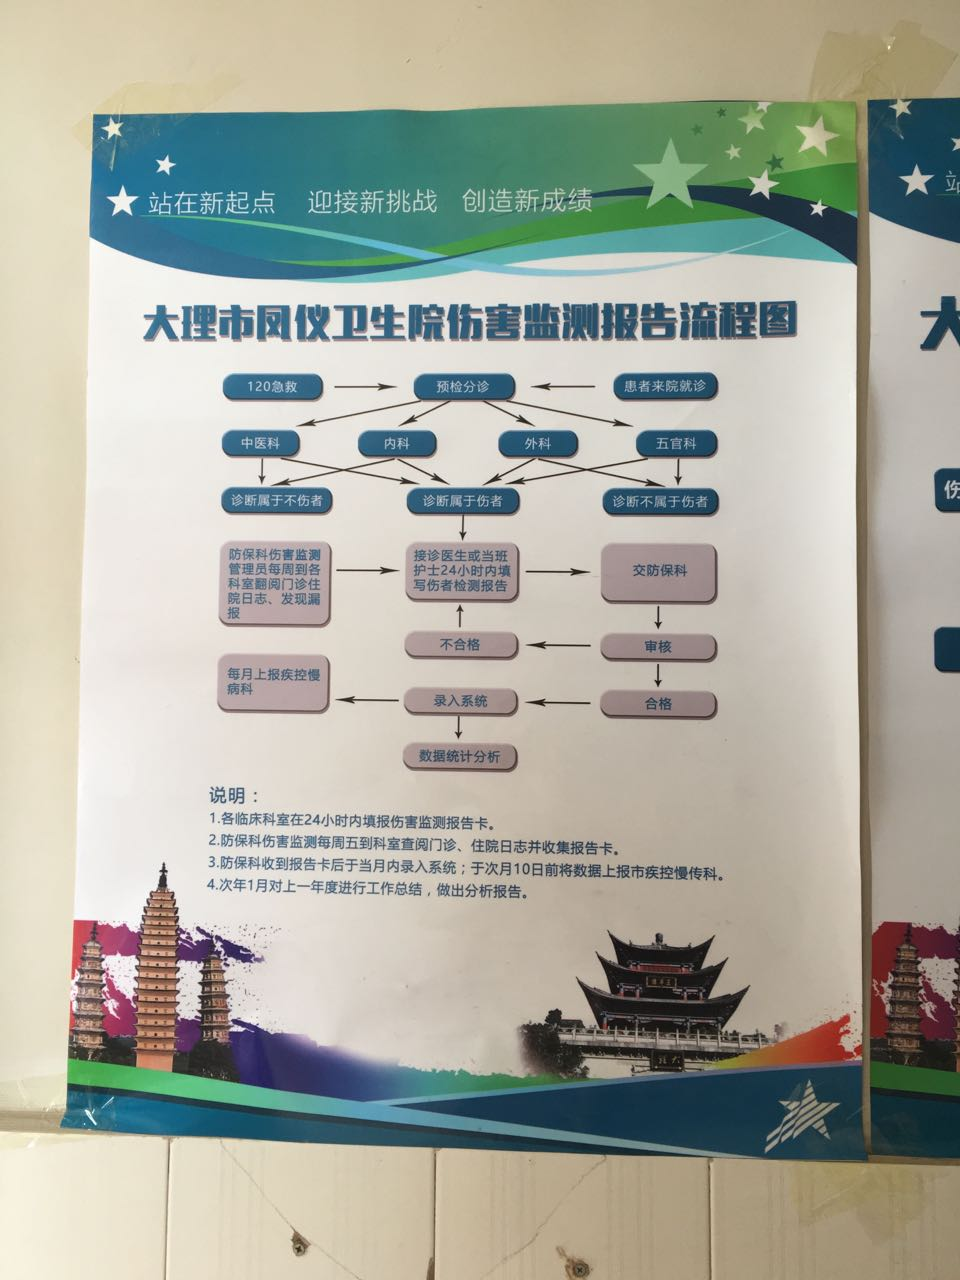 站在新起点 迎接新挑战 创造新成绩
大理市凤仪卫生院伤害监测报告流程图
120急救
预检分诊
患者来院就诊
中医科
内科
外科
五官科
诊断属于不伤者
诊断属于伤者
诊断不属于伤者
防保科伤害监测
管理员每周到各
科室翻阅门诊住
院日志、发现漏
报
接诊医生或当班
护士24小时内填
写伤者检测报告
交防保科
不合格
审核
每月上报疾控慢
病科
录入系统
合格
数据统计分析
说明：
1.各临床科室在24小时内填报伤害监测报告卡。
2.防保科伤害监测每周五到科室查阅门诊、住院日志并收集报告卡。
3.防保科收到报告卡后于当月内录入系统；于次月10日前将数据上报市疾控慢传科。
4.次年1月对上一年度进行工作总结，做出分析报告。
站
大
伤